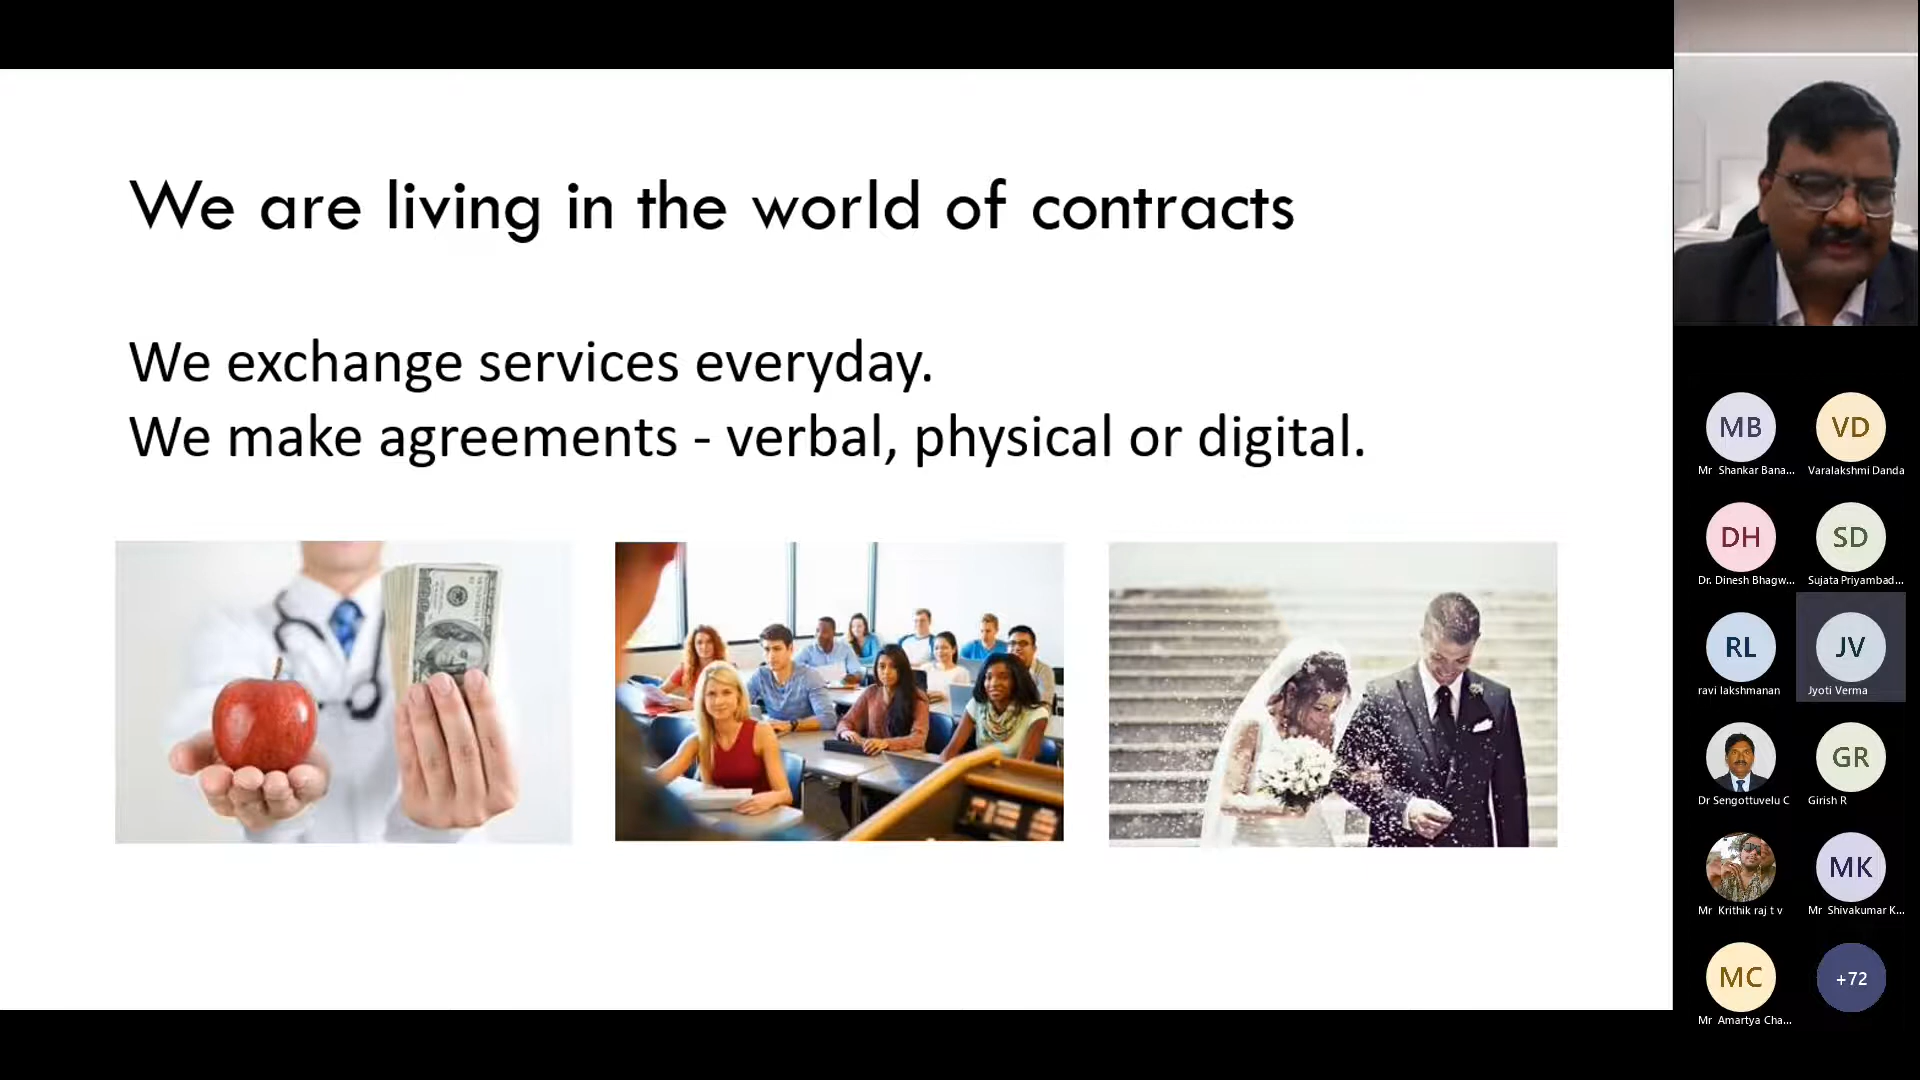 We are living in the world of contracts
We exchange services everyday.
We make agreements - verbal, physical or digital.
MB
VD
Mr Shankar Bana...
Varalakshmi Danda
DH
SD
Dr. Dinesh Bhagw...
Sujata Priyambad...
RL
JV
ravi lakshmanan
Jyoti Verma
GR
Dr Sengottuvelu C
Girish R
MK
Mr Krithik raj t v
Mr Shivakumar K...
MC
+72
Mr Amartya Cha...